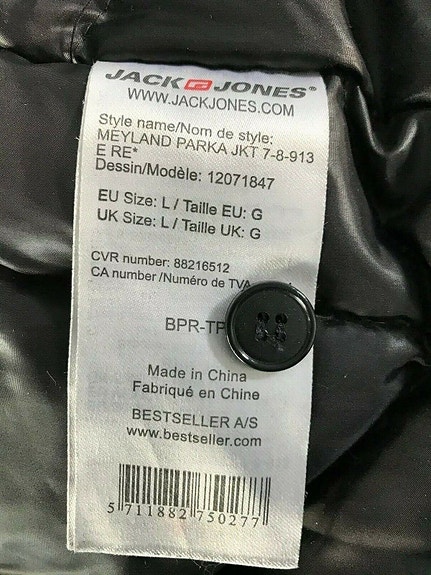 JACK JONES®
WWW.JACKJONES.COM
Style name/Nom de style:
MEYLAND PARKA JKT 7-8-913
E RE*
Dessin/Modèle: 12071847
EU Size: L / Taille EU: G
UK Size: L / Taille UK: G
CVR number: 88216512
CA number /Numéro de TVA
BPR-TP
Made in China
Fabriqué en Chine
BESTSELLER A/S
www.bestseller.com
5 711882 750277